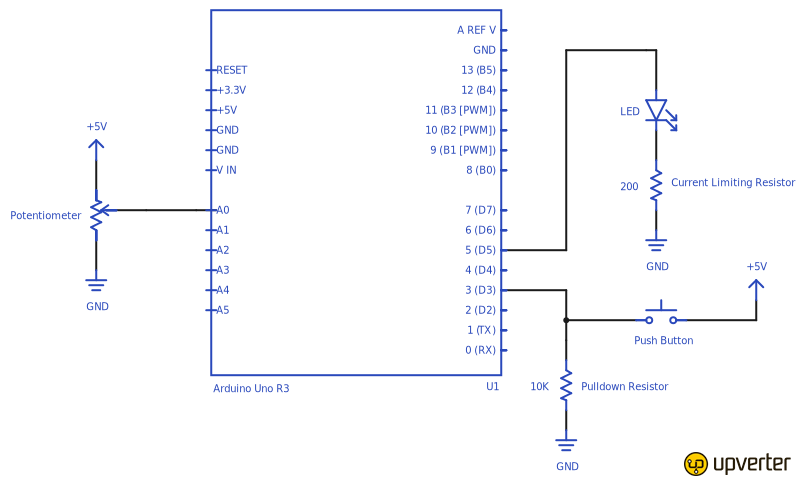 A REF V
GND
13 (B5)
12 (B4)
11 (B3 [PWM])
10 (B2 [PWM])
9 (B1 [PWM])
8 (B0)
7 (D7)
6 (D6)
5 (D5)
4 (D4)
3 (D3)
2 (D2)
1 (TX)
0 (RX)
RESET
+3.3V
+5V
GND
GND
V IN
A0
A1
A2
A3
A4
A5
Arduino Uno R3
U1
+5V
Potentiometer
GND
LED
200
Current Limiting Resistor
GND
+5V
Push Button
10K
Pulldown Resistor
GND
upverter